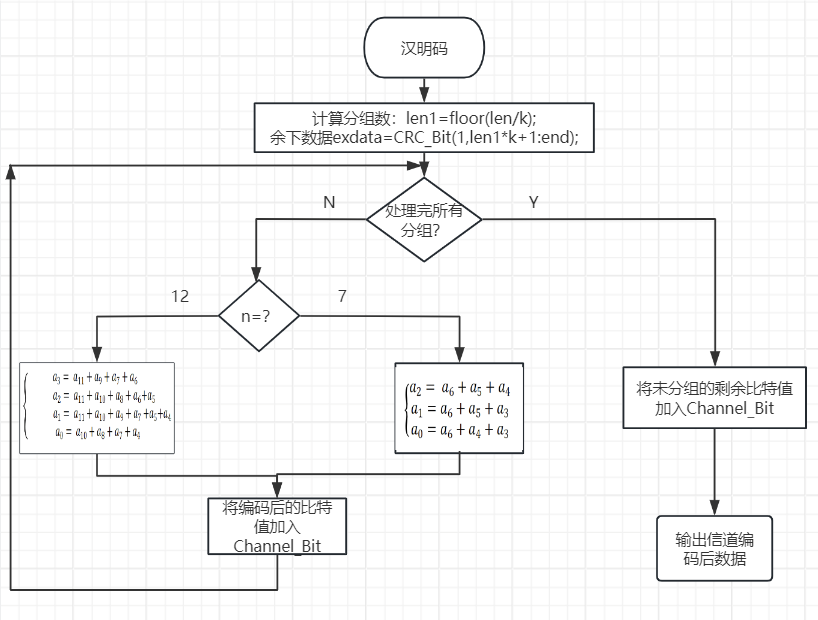 汉明码
计算分组数：len1=floor(len/k);
余下数据exdata=CRC_Bit(1,len1*k+1:end);
处理完所有
分组?
N
Y
n=?
12
7
a₃ = a₁₁+a₉+a₇+a₆
a₂ = a₁₁+a₁₀+a₈+a₆+a₅
a₁ = a₁₁+a₁₀+a₉+a₇+a₅+a₄
a₀ = a₁₀+a₈+a₇+a₈
a₂ = a₆+a₅+a₄
a₁ = a₆+a₅+a₃
a₀ = a₆+a₄+a₃
将未分组的剩余比特值
加入Channel_Bit
将编码后的比特
值加入
Channel_Bit
输出信道编
码后数据